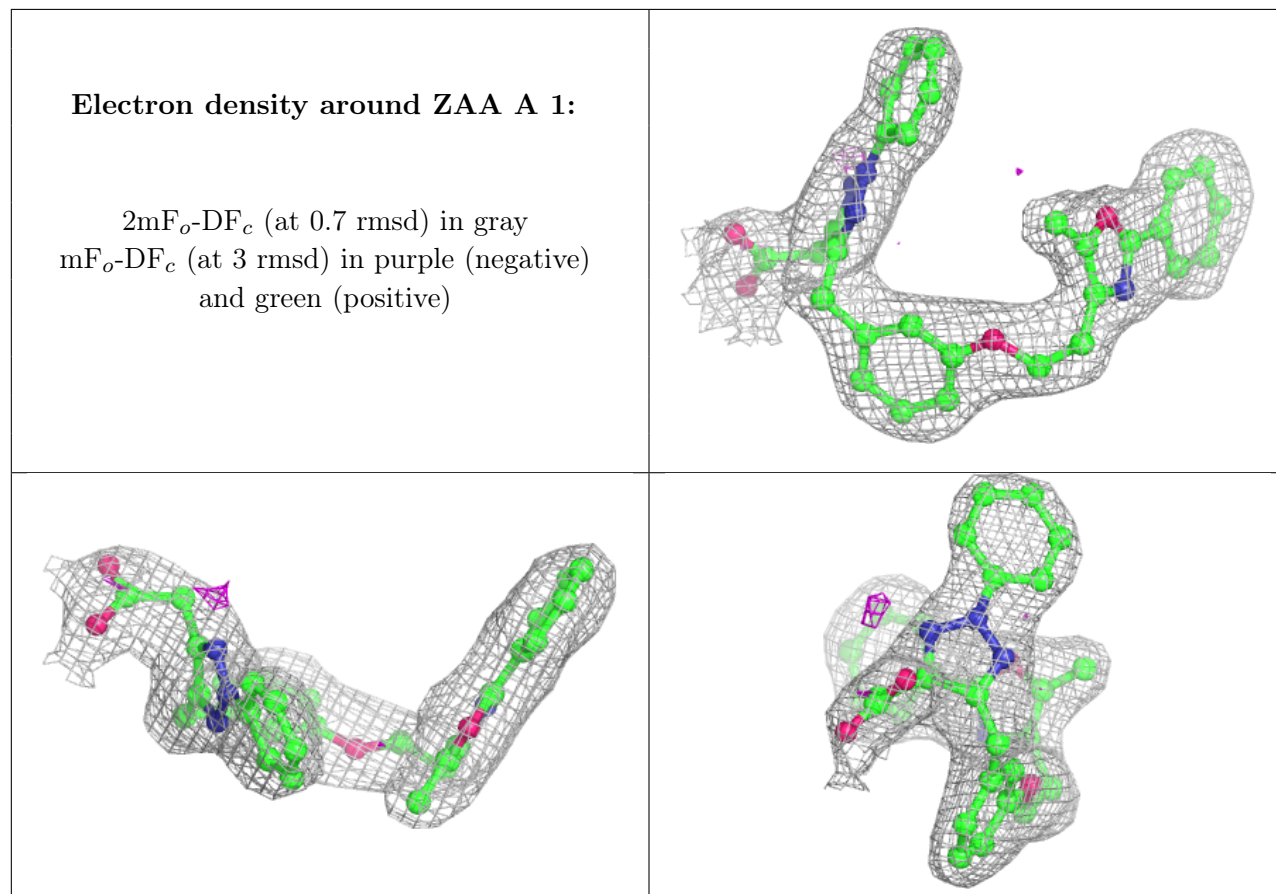 Electron density around ZAA A 1:
2mFo-DFc (at 0.7 rmsd) in gray
mFo-DFc (at 3 rmsd) in purple (negative)
and green (positive)